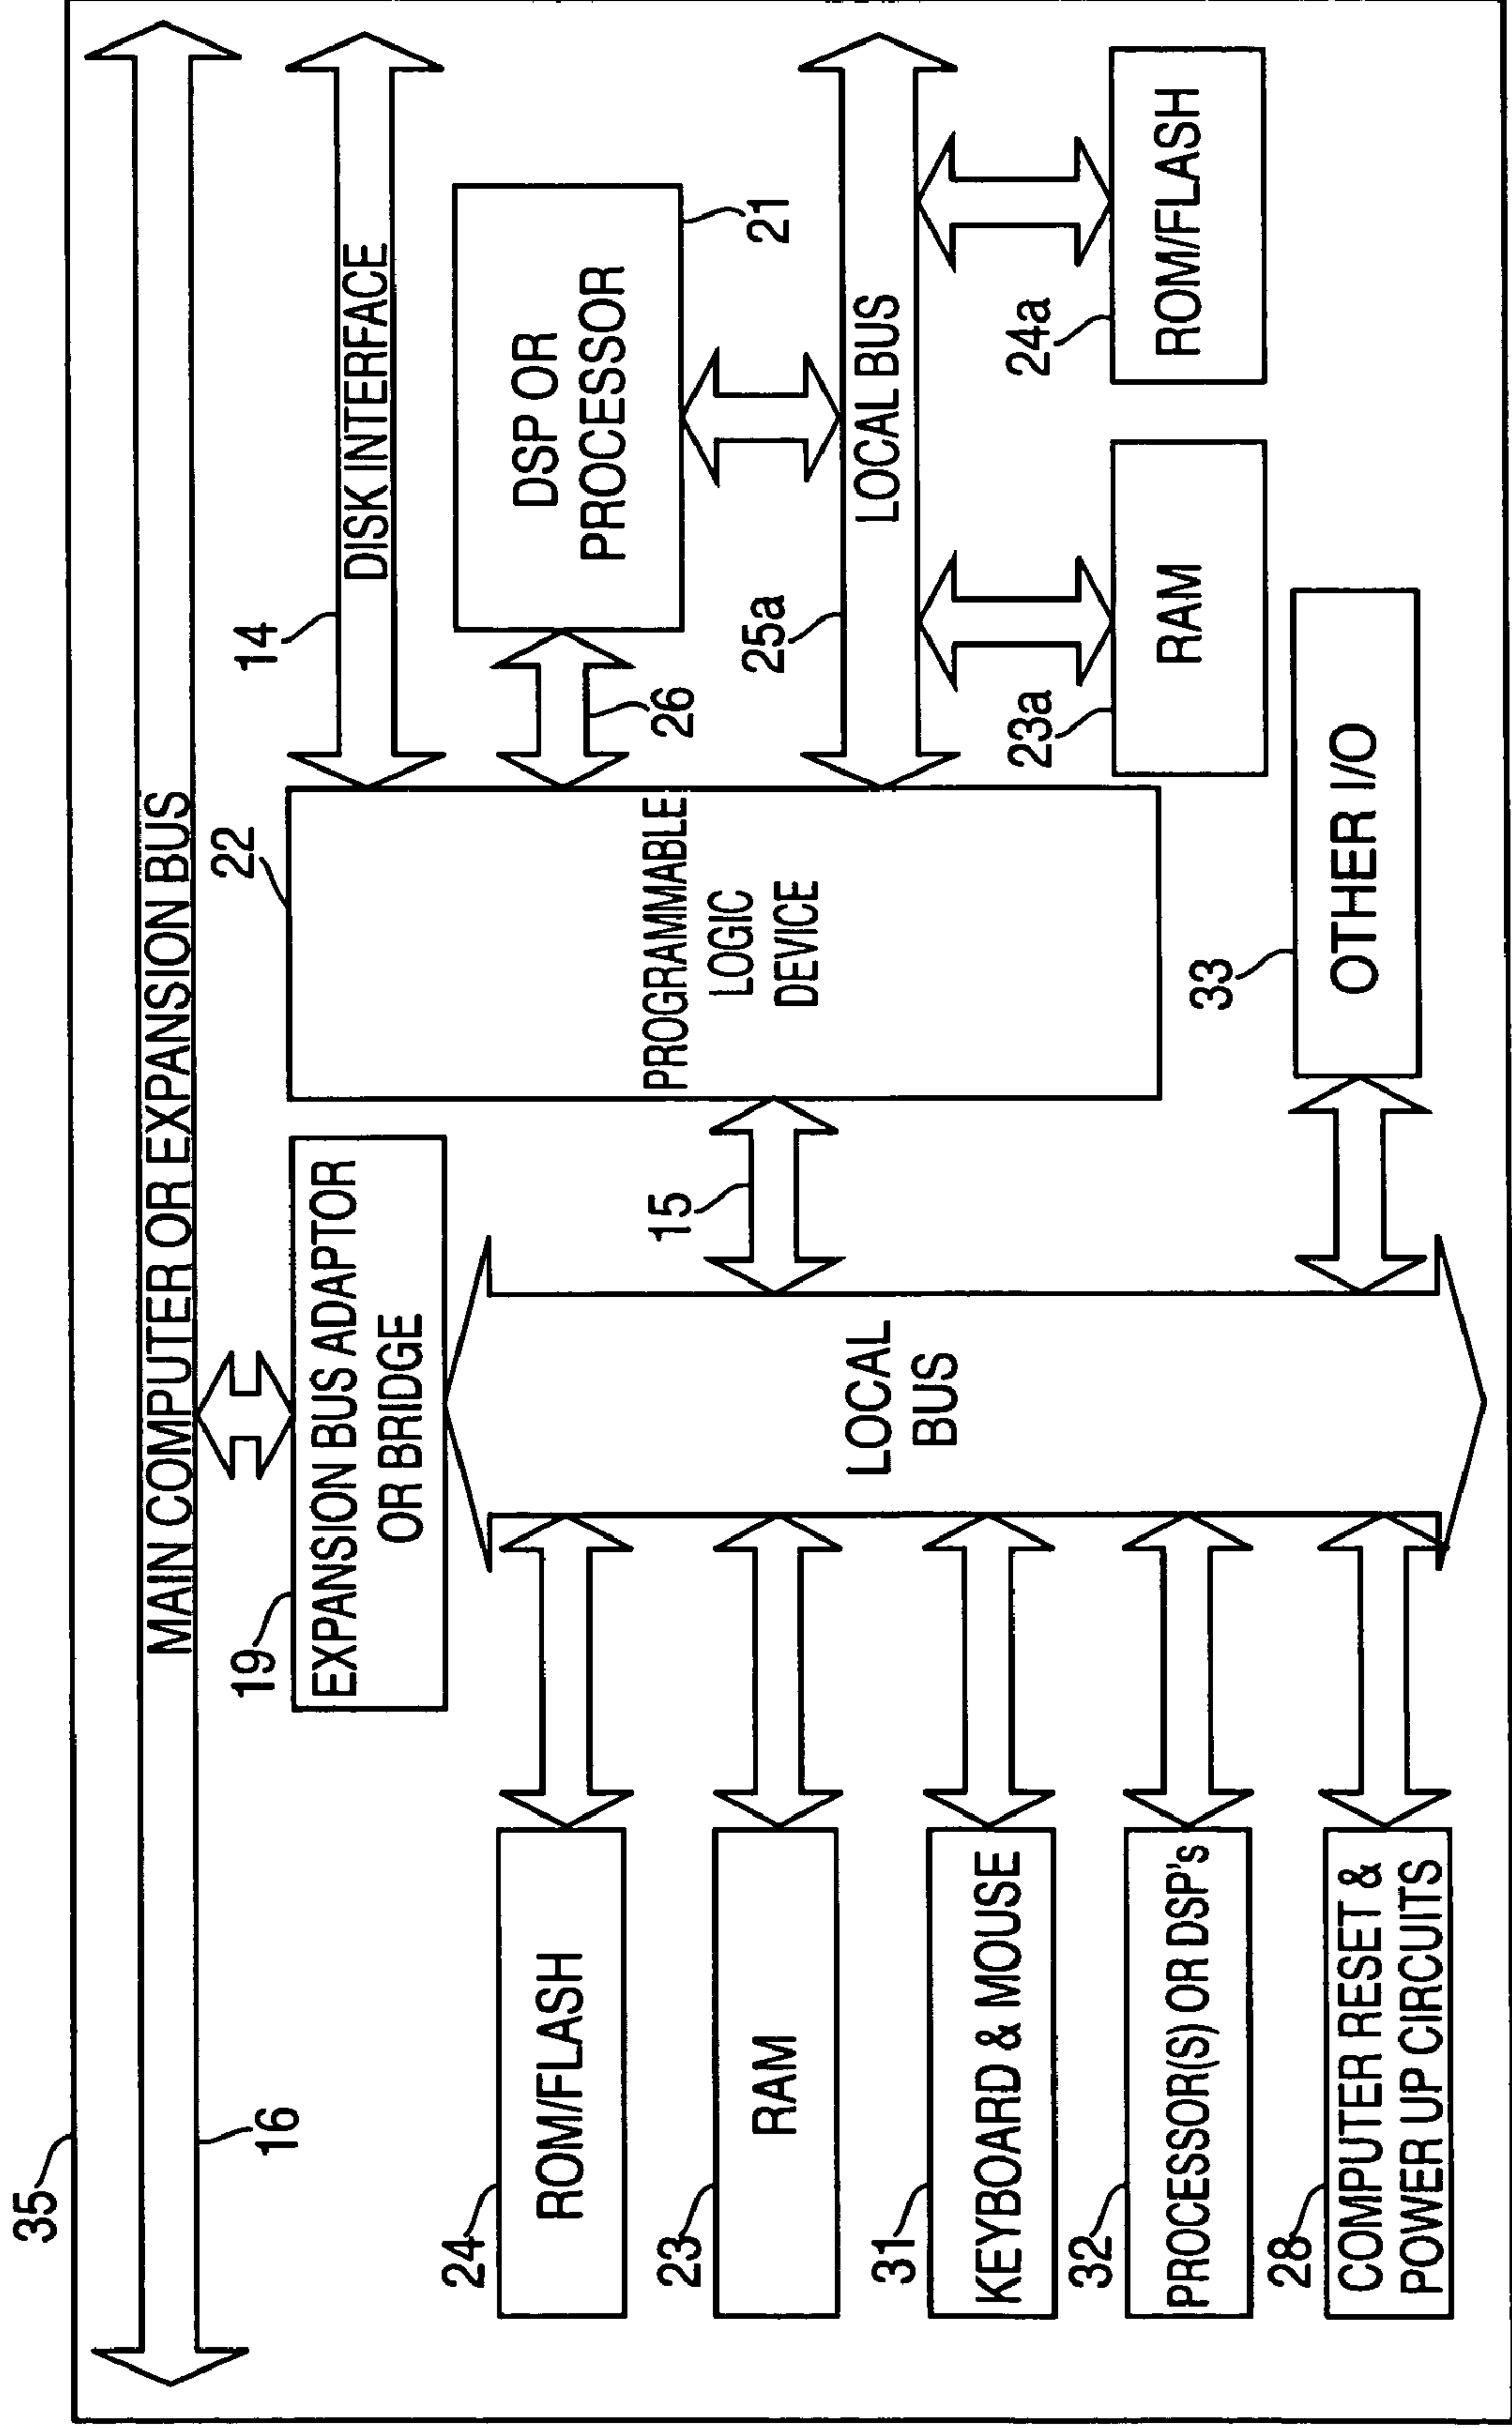 35
MAIN COMPUTER OR EXPANSION BUS
16
19
EXPANSION BUS ADAPTOR
OR BRIDGE
22
14
DISK INTERFACE
24
ROM/FLASH
23
RAM
31
KEYBOARD & MOUSE
32
PROCESSOR(S) OR DSP's
28
COMPUTER RESET &
POWER UP CIRCUITS
LOCAL
BUS
15
PROGRAMMABLE
LOGIC
DEVICE
26
DSP OR
PROCESSOR
21
25a
LOCAL BUS
23a
RAM
24a
ROM/FLASH
33
OTHER I/O